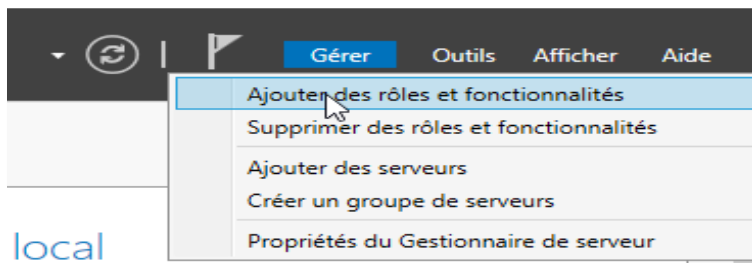 Gérer Outils Afficher Aide
Ajouter des rôles et fonctionnalités
Supprimer des rôles et fonctionnalités
Ajouter des serveurs
Créer un groupe de serveurs
Propriétés du Gestionnaire de serveur
local